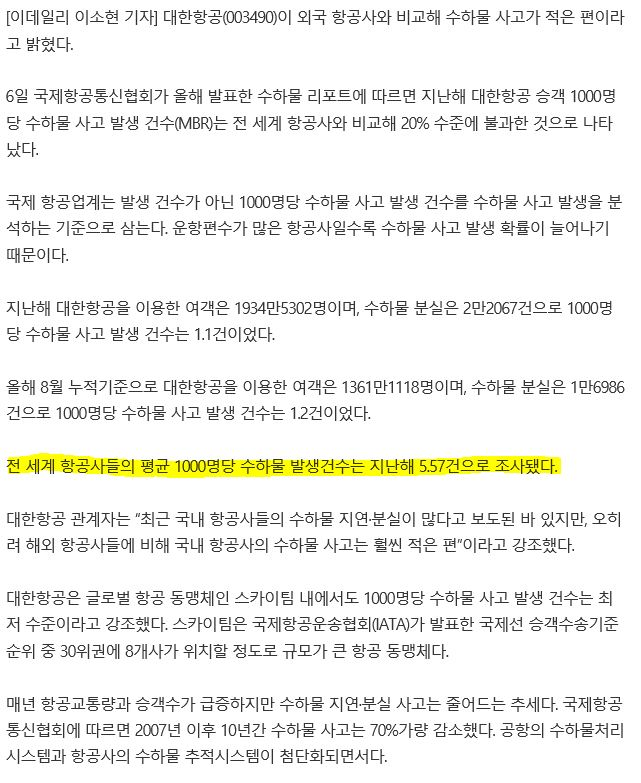 [이데일리 이소현 기자] 대한항공(003490)이 외국 항공사와 비교해 수하물 사고가 적은 편이라
고 밝혔다.
6일 국제항공통신협회가 올해 발표한 수하물 리포트에 따르면 지난해 대한항공 승객 1000명
당 수하물 사고 발생 건수(MBR)는 전 세계 항공사와 비교해 20% 수준에 불과한 것으로 나타
났다.
국제 항공업계는 발생 건수가 아닌 1000명당 수하물 사고 발생 건수를 수하물 사고 발생을 분
석하는 기준으로 삼는다. 운항편수가 많은 항공사일수록 수하물 사고 발생 확률이 늘어나기
때문이다.
지난해 대한항공을 이용한 여객은 1934만5302명이며, 수하물 분실은 2만2067건으로 1000명
당 수하물 사고 발생 건수는 1.1건이었다.
올해 8월 누적기준으로 대한항공을 이용한 여객은 1361만1118명이며, 수하물 분실은 1만6986
건으로 1000명당 수하물 사고 발생 건수는 1.2건이었다.
전 세계 항공사들의 평균 1000명당 수하물 발생건수는 지난해 5.57건으로 조사됐다.
대한항공 관계자는 “최근 국내 항공사들의 수하물 지연·분실이 많다고 보도된 바 있지만, 오히
려 해외 항공사들에 비해 국내 항공사의 수하물 사고는 훨씬 적은 편”이라고 강조했다.
대한항공은 글로벌 항공 동맹체인 스카이팀 내에서도 1000명당 수하물 사고 발생 건수는 최
저 수준이라고 강조했다. 스카이팀은 국제항공운송협회(IATA)가 발표한 국제선 승객수송기준
순위 중 30위권에 8개사가 위치할 정도로 규모가 큰 항공 동맹체다.
매년 항공교통량과 승객수가 급증하지만 수하물 지연·분실 사고는 줄어드는 추세다. 국제항공
통신협회에 따르면 2007년 이후 10년간 수하물 사고는 70%가량 감소했다. 공항의 수하물처리
시스템과 항공사의 수하물 추적시스템이 첨단화되면서다.